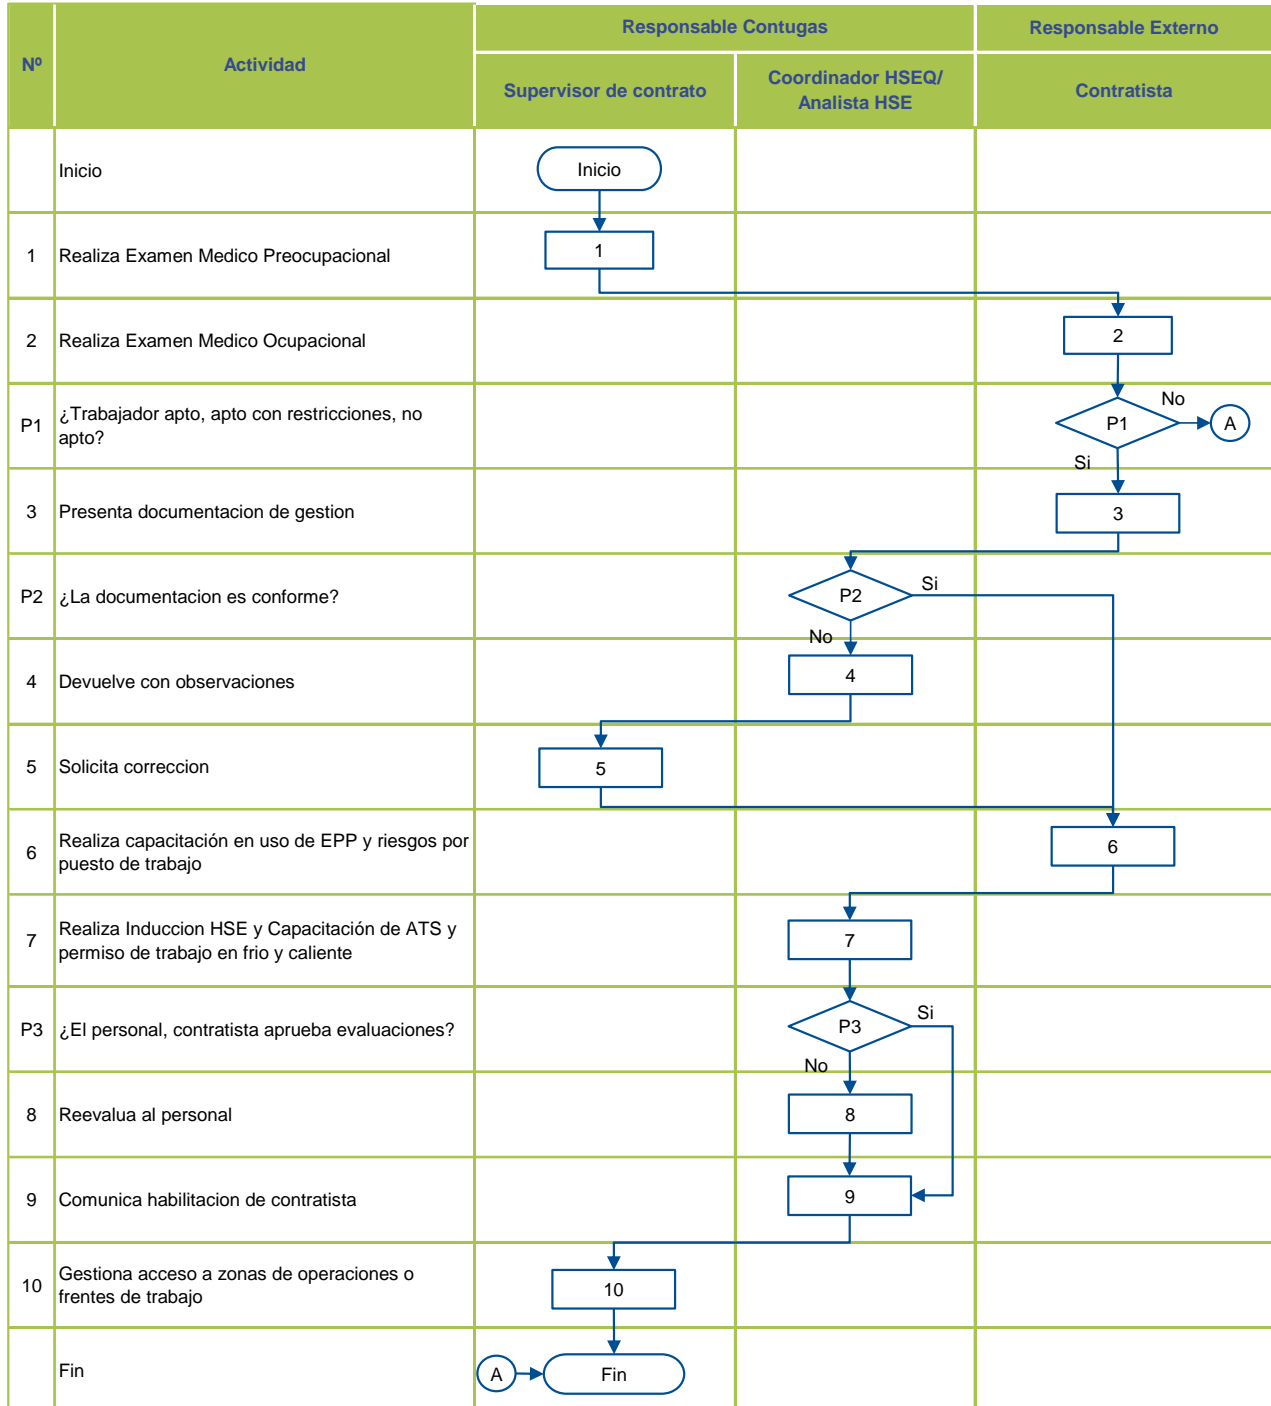 Nº
Actividad
Responsable Contugas
Responsable Externo
Supervisor de contrato
Coordinador HSEQ/
Analista HSE
Contratista
Inicio
Inicio
1
Realiza Examen Medico Preocupacional
1
2
Realiza Examen Medico Ocupacional
2
P1
¿Trabajador apto, apto con restricciones, no
apto?
P1
No
A
Si
3
Presenta documentacion de gestion
3
P2
¿La documentacion es conforme?
P2
Si
No
4
Devuelve con observaciones
4
5
Solicita correccion
5
6
Realiza capacitación en uso de EPP y riesgos por
puesto de trabajo
6
7
Realiza Induccion HSE y Capacitación de ATS y
permiso de trabajo en frio y caliente
7
P3
¿El personal, contratista aprueba evaluaciones?
P3
Si
No
8
Reevalua al personal
8
9
Comunica habilitacion de contratista
9
10
Gestiona acceso a zonas de operaciones o
frentes de trabajo
10
Fin
A
Fin